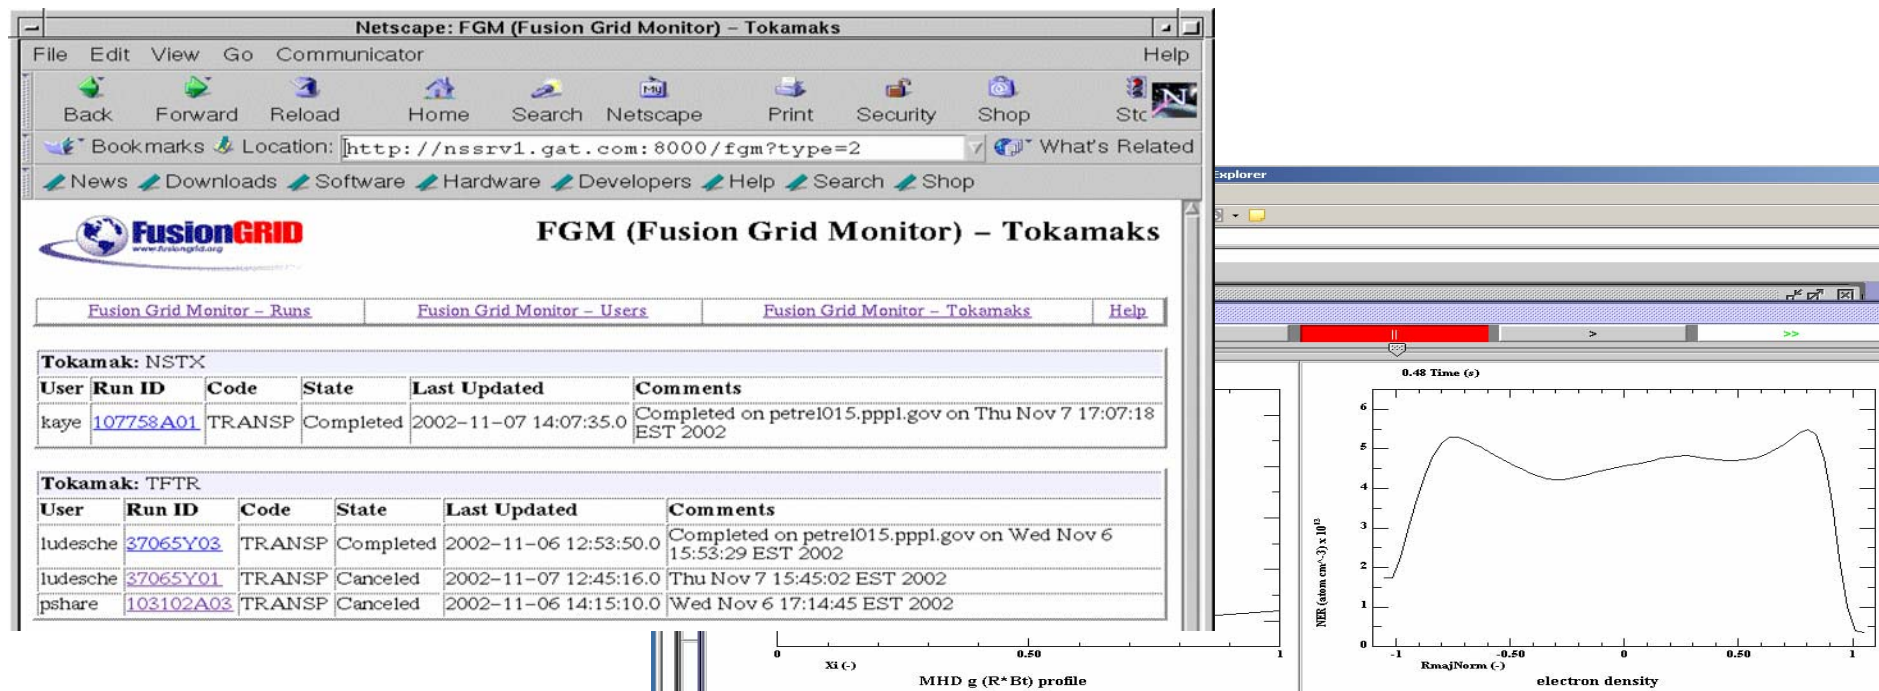 Netscape: FGM (Fusion Grid Monitor) – Tokamaks
File Edit View Go Communicator Help
Back Forward Reload Home Search Netscape Print Security Shop Stc
Bookmarks Location: http://nssrv1.gat.com:8000/fgm?type=2 What's Related
News Downloads Software Hardware Developers Help Search Shop
Explorer
FusionGRID
www.fusiongrid.org
FGM (Fusion Grid Monitor) – Tokamaks
Fusion Grid Monitor – Runs Fusion Grid Monitor – Users Fusion Grid Monitor – Tokamaks Help
Tokamak: NSTX
User Run ID Code State Last Updated Comments
kaye 107758A01 TRANSP Completed 2002–11–07 14:07:35.0 Completed on petrel015.pppl.gov on Thu Nov 7 17:07:18
EST 2002
Tokamak: TFTR
User Run ID Code State Last Updated Comments
ludesche 37065Y03 TRANSP Completed 2002–11–06 12:53:50.0 Completed on petrel015.pppl.gov on Wed Nov 6
15:53:29 EST 2002
ludesche 37065Y01 TRANSP Canceled 2002–11–07 12:45:16.0 Thu Nov 7 15:45:02 EST 2002
pshare 103102A03 TRANSP Canceled 2002–11–06 14:15:10.0 Wed Nov 6 17:14:45 EST 2002
|| > >>
0.48 Time (s)
6
5
4
3
2
1
0
NER (atom cm^-3) x 10¹³
-1 -0.50 0 0.50 1
RmajNorm (-)
electron density
0 0.50 1
Xi (-)
MHD g (R*Bt) profile